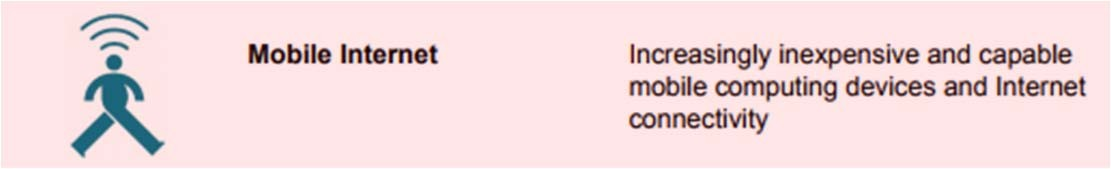 Mobile Internet
Increasingly inexpensive and capable
mobile computing devices and Internet
connectivity